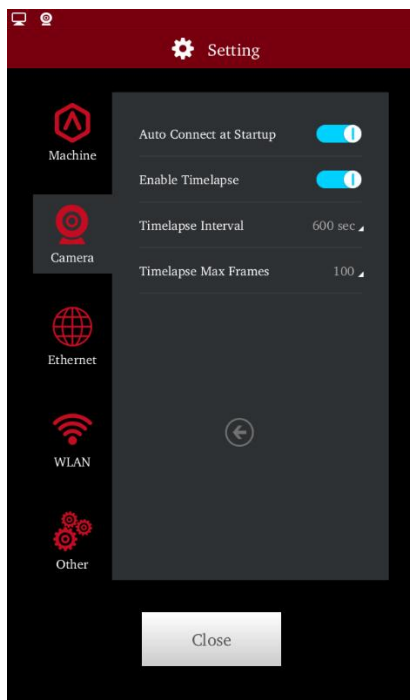 Setting
Machine
Auto Connect at Startup
Enable Timelapse
Camera
Timelapse Interval 600 sec
Timelapse Max Frames 100
Ethernet
WLAN
Other
Close